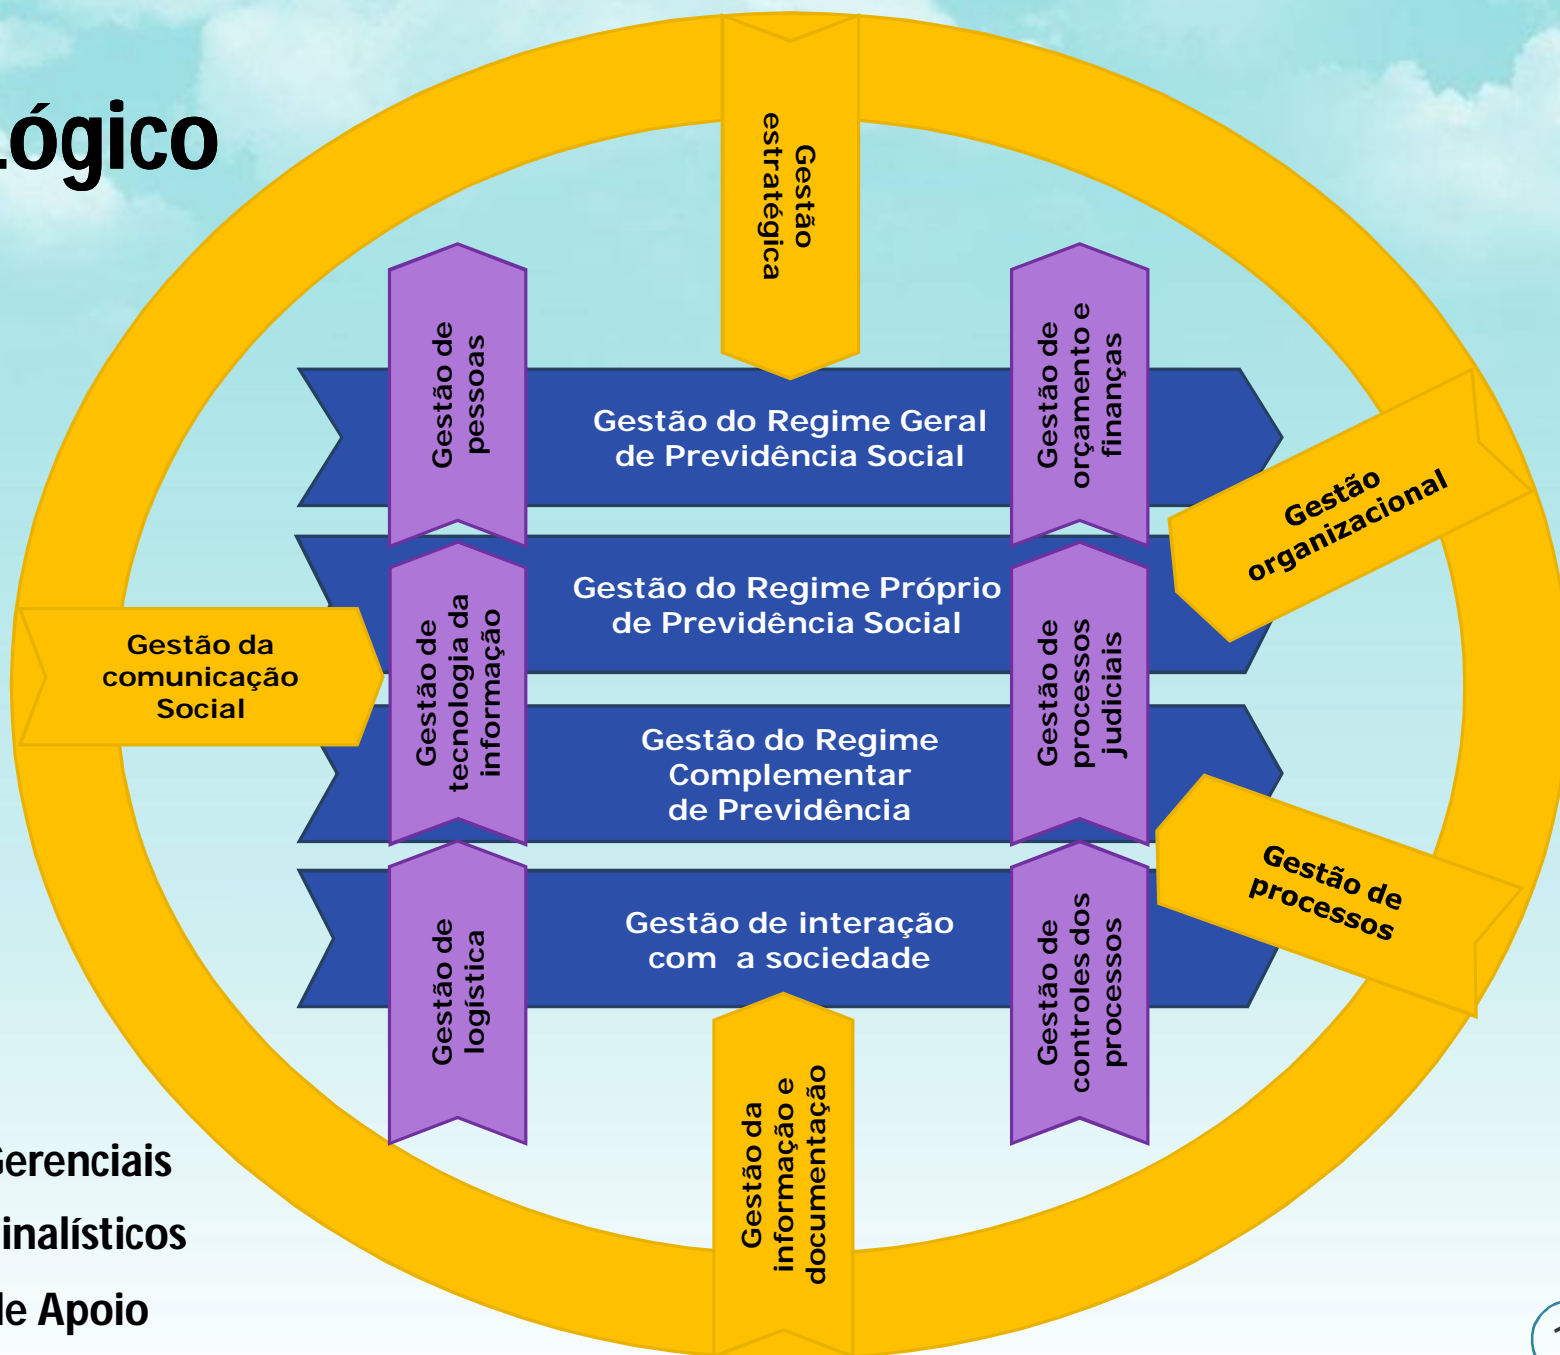 Lógico
Gestão
estratégica
Gestão de
pessoas
Gestão de
orçamento e
finanças
Gestão do Regime Geral
de Previdência Social
Gestão
organizacional
Gestão do Regime Próprio
de Previdência Social
Gestão da
comunicação
Social
Gestão de
tecnologia da
informação
Gestão de
processos
judiciais
Gestão do Regime
Complementar
de Previdência
Gestão de
processos
Gestão de interação
com  a sociedade
Gestão de
logística
Gestão de
controles dos
processos
Gestão da
informação e
documentação
Gerenciais
inalísticos
de Apoio